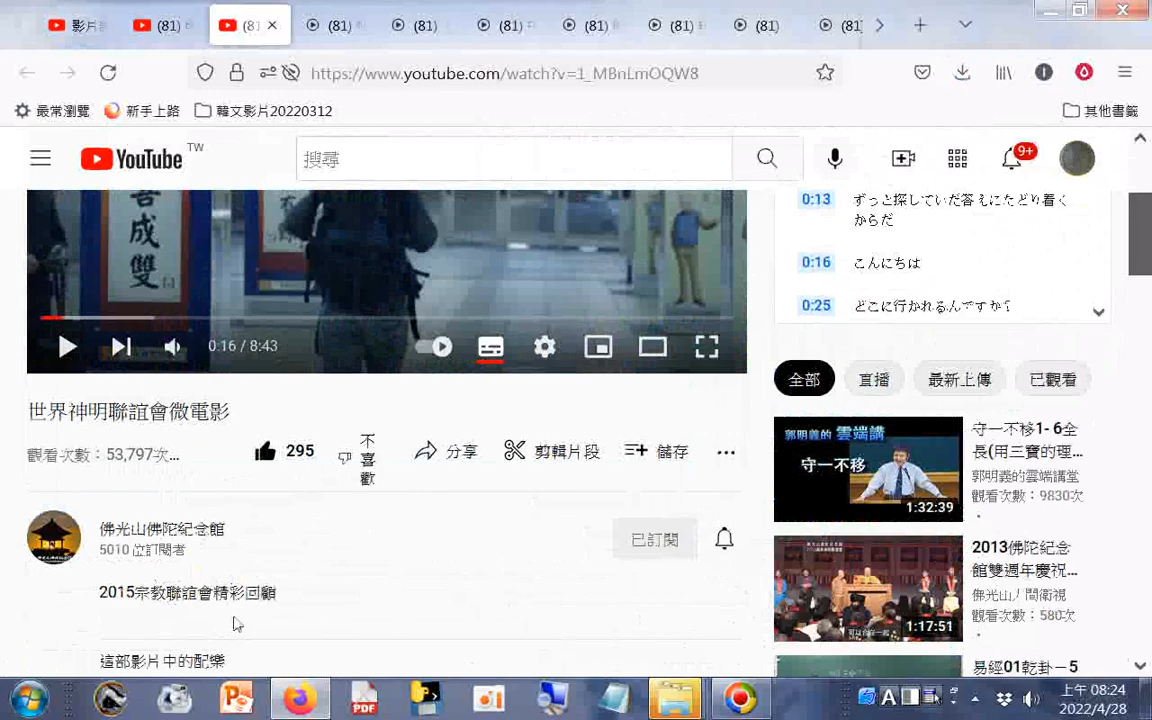 影片
(81)
(81
(81)
(81)
(81)
(81)
(81)
(81)
(81
https://www.youtube.com/watch?v=1_MBnLmOQW8
最常瀏覽
新手上路
韓文影片20220312
其他書籤
YouTube
TW
搜尋
9+
善成雙
0:13
ずっと探していた答えにたどり着く
からだ
0:16
こんにちは
0:25
どこに行かれるんですか?
0:16 / 8:43
全部
直播
最新上傳
已觀看
世界神明聯誼會微電影
觀看次數：53,797次...
295
不喜歡
分享
剪輯片段
儲存
郭明義的 雲端講
守一不移
1:32:39
守一不移1- 6全
長(用三寶的理...
郭明義的雲端講堂
觀看次數：9830次
佛光山佛陀紀念館
5010 位訂閱者
已訂閱
2015宗教聯誼會精彩回顧
1:17:51
2013佛陀紀念
館雙週年慶祝...
佛光山人間衛視
觀看次數：580次
這部影片中的配樂
易經01乾卦－5
上午 08:24
2022/4/28